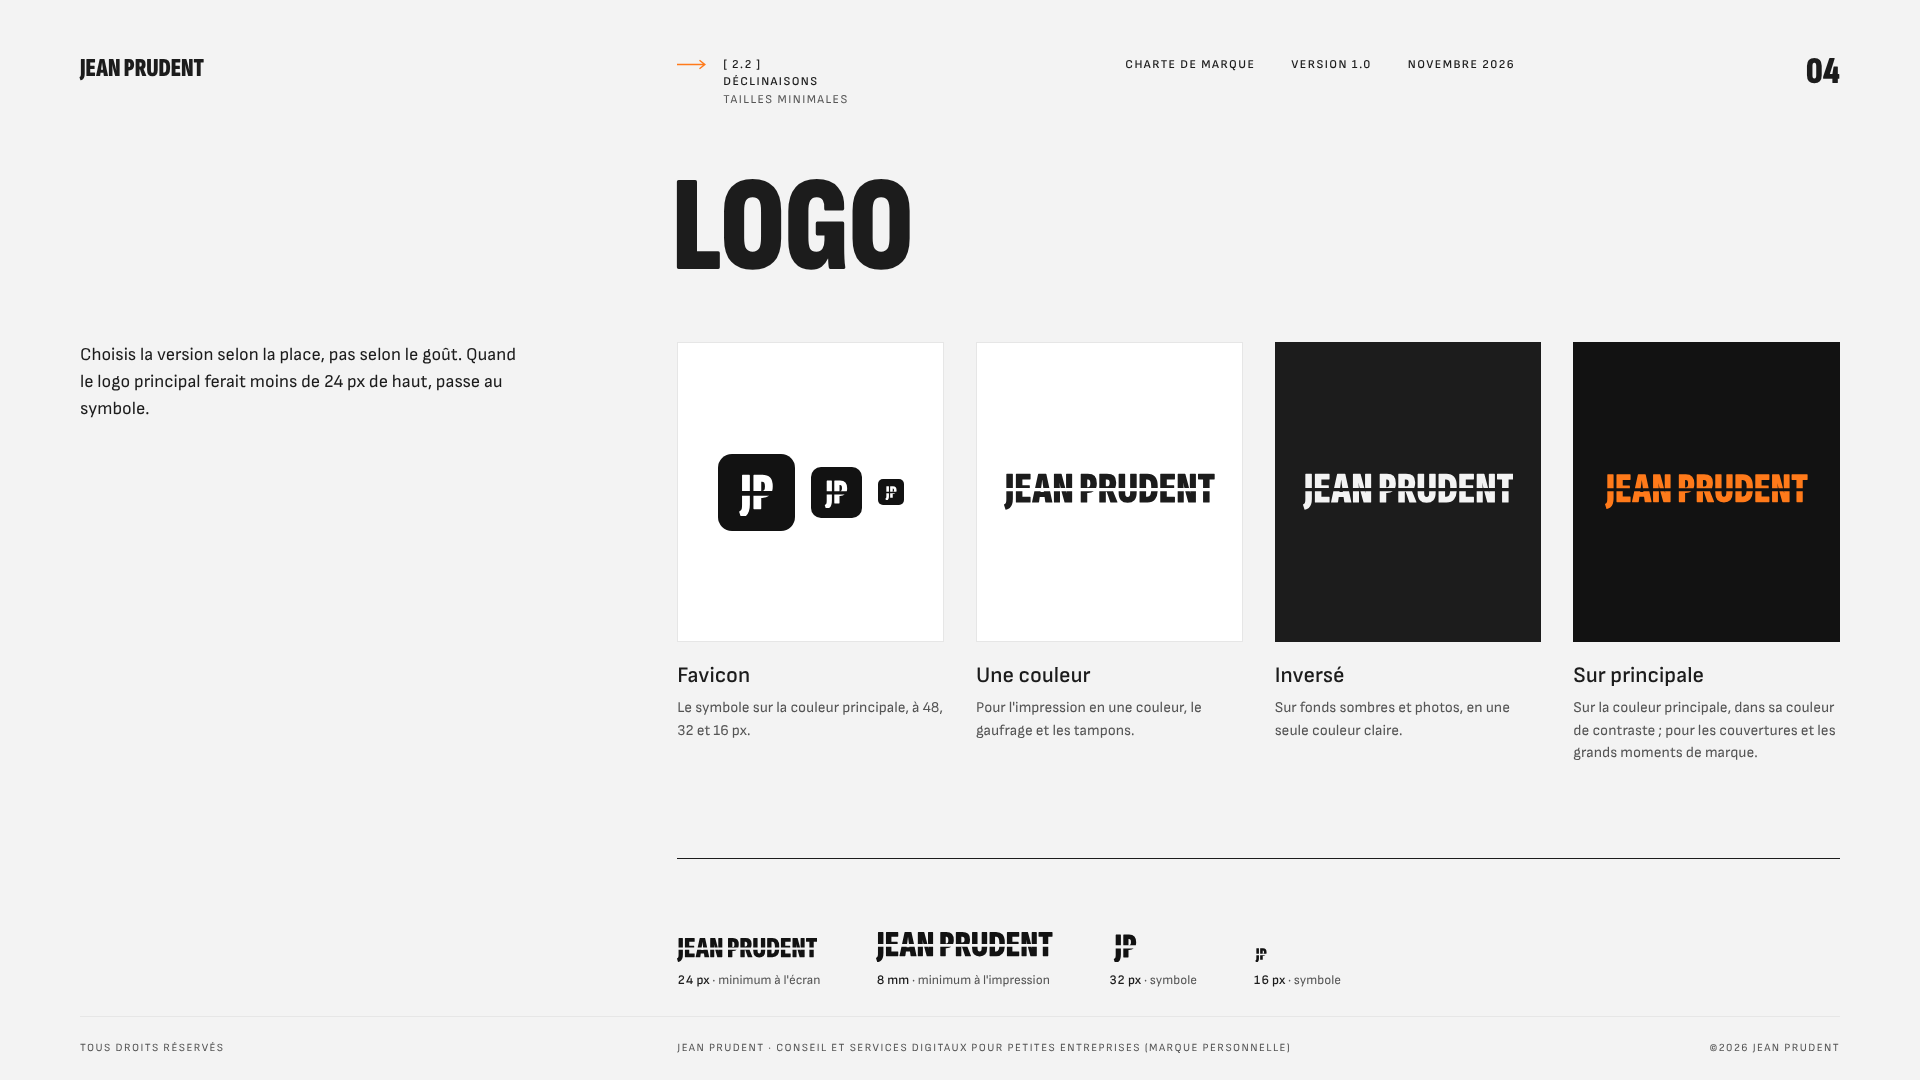 JEAN PRUDENT
[ 2.2 ]
DÉCLINAISONS
TAILLES MINIMALES
CHARTE DE MARQUE
VERSION 1.0
NOVEMBRE 2026
04
LOGO
Choisis la version selon la place, pas selon le goût. Quand
le logo principal ferait moins de 24 px de haut, passe au
symbole.
JP
JP
JP
JEAN PRUDENT
JEAN PRUDENT
JEAN PRUDENT
Favicon
Le symbole sur la couleur principale, à 48,
32 et 16 px.
Une couleur
Pour l'impression en une couleur, le
gaufrage et les tampons.
Inversé
Sur fonds sombres et photos, en une
seule couleur claire.
Sur principale
Sur la couleur principale, dans sa couleur
de contraste ; pour les couvertures et les
grands moments de marque.
JEAN PRUDENT
24 px · minimum à l'écran
JEAN PRUDENT
8 mm · minimum à l'impression
JP
32 px · symbole
JP
16 px · symbole
TOUS DROITS RÉSERVÉS
JEAN PRUDENT · CONSEIL ET SERVICES DIGITAUX POUR PETITES ENTREPRISES (MARQUE PERSONNELLE)
©2026 JEAN PRUDENT